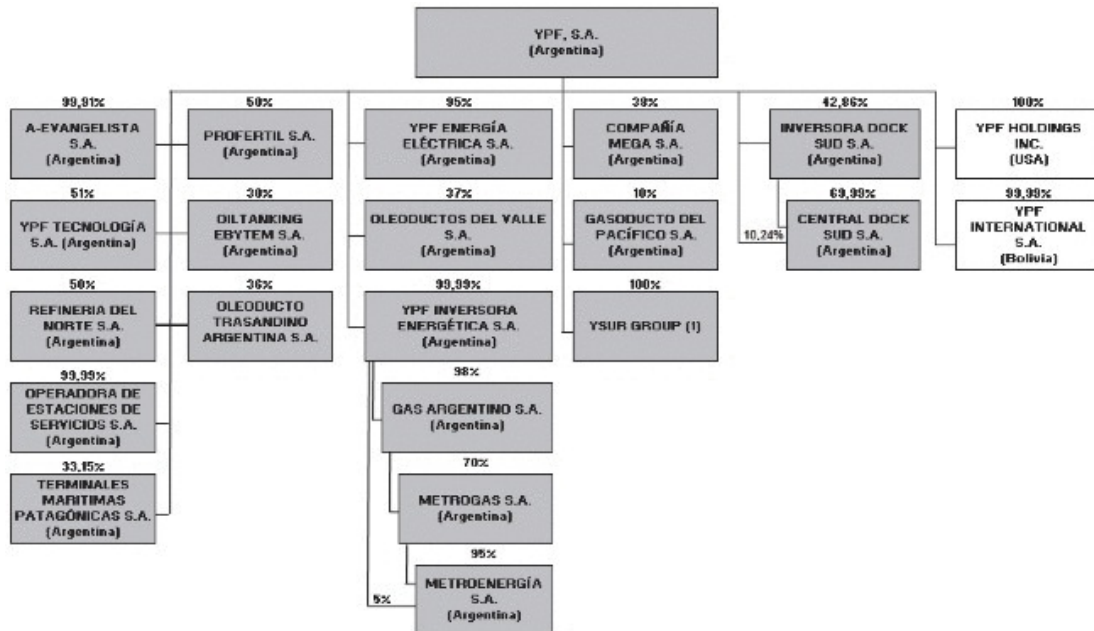 YPF, S.A.
(Argentina)
99,91%
A-EVANGELISTA
S.A.
(Argentina)
50%
PROFERTIL S.A.
(Argentina)
95%
YPF ENERGÍA
ELÉCTRICA S.A.
(Argentina)
38%
COMPAÑÍA
MEGA S.A.
(Argentina)
42,86%
INVERSORA DOCK
SUD S.A.
(Argentina)
100%
YPF HOLDINGS
INC.
(USA)
51%
YPF TECNOLOGÍA
S.A. (Argentina)
30%
OILTANKING
EBYTEM S.A.
(Argentina)
37%
OLEODUCTOS DEL VALLE
S.A.
(Argentina)
10%
GASODUCTO DEL
PACÍFICO S.A.
(Argentina)
69,99%
CENTRAL DOCK
SUD S.A.
(Argentina)
10,24%
99,99%
YPF
INTERNATIONAL
S.A.
(Bolivia)
50%
REFINERIA DEL
NORTE S.A.
(Argentina)
36%
OLEODUCTO
TRASANDINO
ARGENTINA S.A.
99,99%
YPF INVERSORA
ENERGÉTICA S.A.
(Argentina)
100%
YSUR GROUP (1)
99,99%
OPERADORA DE
ESTACIONES DE
SERVICIOS S.A.
(Argentina)
98%
GAS ARGENTINO S.A.
(Argentina)
33,15%
TERMINALES
MARITIMAS
PATAGÓNICAS S.A.
(Argentina)
70%
METROGAS S.A.
(Argentina)
95%
METROENERGÍA
S.A.
(Argentina)
5%